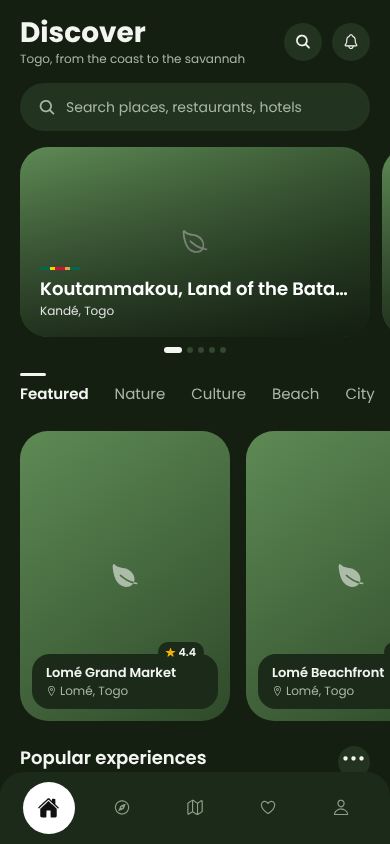 Discover
Togo, from the coast to the savannah
Search places, restaurants, hotels
Koutammakou, Land of the Bata...
Kandé, Togo
Featured Nature Culture Beach City
4.4
Lomé Grand Market
Lomé, Togo
Lomé Beachfront
Lomé, Togo
Popular experiences